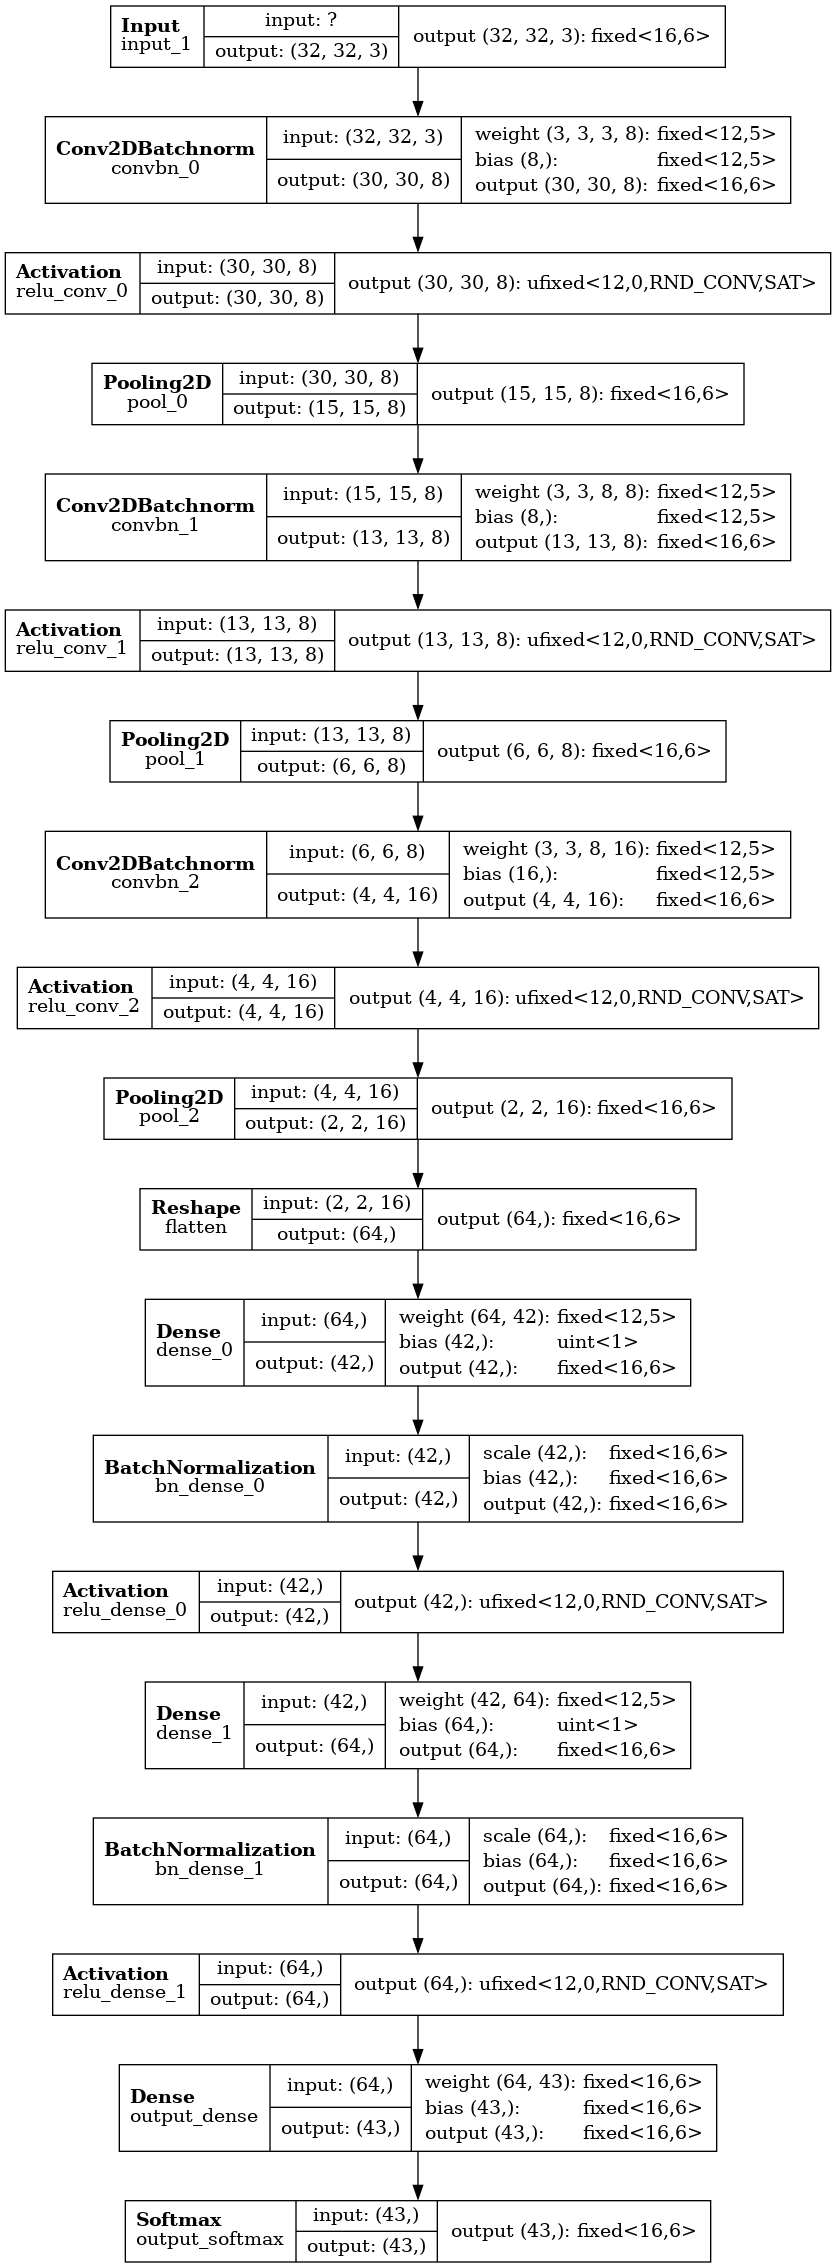 Input
input_1
input: ?
output: (32, 32, 3)
output (32, 32, 3): fixed<16,6>
Conv2DBatchnorm
convbn_0
input: (32, 32, 3)
output: (30, 30, 8)
weight (3, 3, 3, 8): fixed<12,5>
bias (8,): fixed<12,5>
output (30, 30, 8): fixed<16,6>
Activation
relu_conv_0
input: (30, 30, 8)
output: (30, 30, 8)
output (30, 30, 8): ufixed<12,0,RND_CONV,SAT>
Pooling2D
pool_0
input: (30, 30, 8)
output: (15, 15, 8)
output (15, 15, 8): fixed<16,6>
Conv2DBatchnorm
convbn_1
input: (15, 15, 8)
output: (13, 13, 8)
weight (3, 3, 8, 8): fixed<12,5>
bias (8,): fixed<12,5>
output (13, 13, 8): fixed<16,6>
Activation
relu_conv_1
input: (13, 13, 8)
output: (13, 13, 8)
output (13, 13, 8): ufixed<12,0,RND_CONV,SAT>
Pooling2D
pool_1
input: (13, 13, 8)
output: (6, 6, 8)
output (6, 6, 8): fixed<16,6>
Conv2DBatchnorm
convbn_2
input: (6, 6, 8)
output: (4, 4, 16)
weight (3, 3, 8, 16): fixed<12,5>
bias (16,): fixed<12,5>
output (4, 4, 16): fixed<16,6>
Activation
relu_conv_2
input: (4, 4, 16)
output: (4, 4, 16)
output (4, 4, 16): ufixed<12,0,RND_CONV,SAT>
Pooling2D
pool_2
input: (4, 4, 16)
output: (2, 2, 16)
output (2, 2, 16): fixed<16,6>
Reshape
flatten
input: (2, 2, 16)
output: (64,)
output (64,): fixed<16,6>
Dense
dense_0
input: (64,)
output: (42,)
weight (64, 42): fixed<12,5>
bias (42,): uint<1>
output (42,): fixed<16,6>
BatchNormalization
bn_dense_0
input: (42,)
output: (42,)
scale (42,): fixed<16,6>
bias (42,): fixed<16,6>
output (42,): fixed<16,6>
Activation
relu_dense_0
input: (42,)
output: (42,)
output (42,): ufixed<12,0,RND_CONV,SAT>
Dense
dense_1
input: (42,)
output: (64,)
weight (42, 64): fixed<12,5>
bias (64,): uint<1>
output (64,): fixed<16,6>
BatchNormalization
bn_dense_1
input: (64,)
output: (64,)
scale (64,): fixed<16,6>
bias (64,): fixed<16,6>
output (64,): fixed<16,6>
Activation
relu_dense_1
input: (64,)
output: (64,)
output (64,): ufixed<12,0,RND_CONV,SAT>
Dense
output_dense
input: (64,)
output: (43,)
weight (64, 43): fixed<16,6>
bias (43,): fixed<16,6>
output (43,): fixed<16,6>
Softmax
output_softmax
input: (43,)
output: (43,)
output (43,): fixed<16,6>